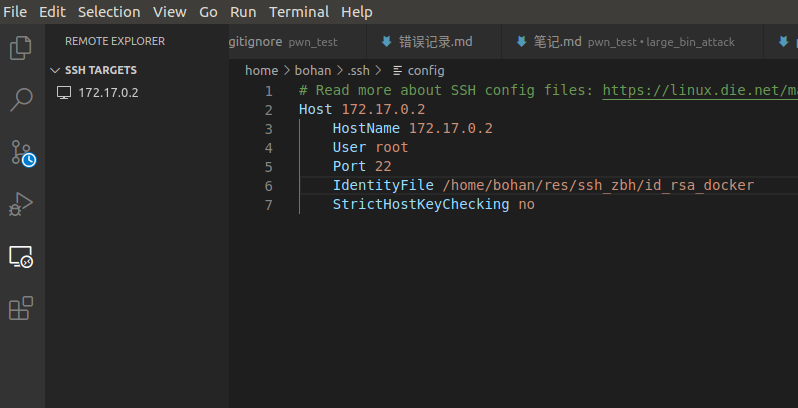 File Edit Selection View Go Run Terminal Help
REMOTE EXPLORER
SSH TARGETS
172.17.0.2
gitignore pwn_test 错误记录.md 笔记.md pwn_test • large_bin_attack
home > bohan > .ssh > config
1 # Read more about SSH config files: https://linux.die.net/ma
2 Host 172.17.0.2
3 HostName 172.17.0.2
4 User root
5 Port 22
6 IdentityFile /home/bohan/res/ssh_zbh/id_rsa_docker
7 StrictHostKeyChecking no